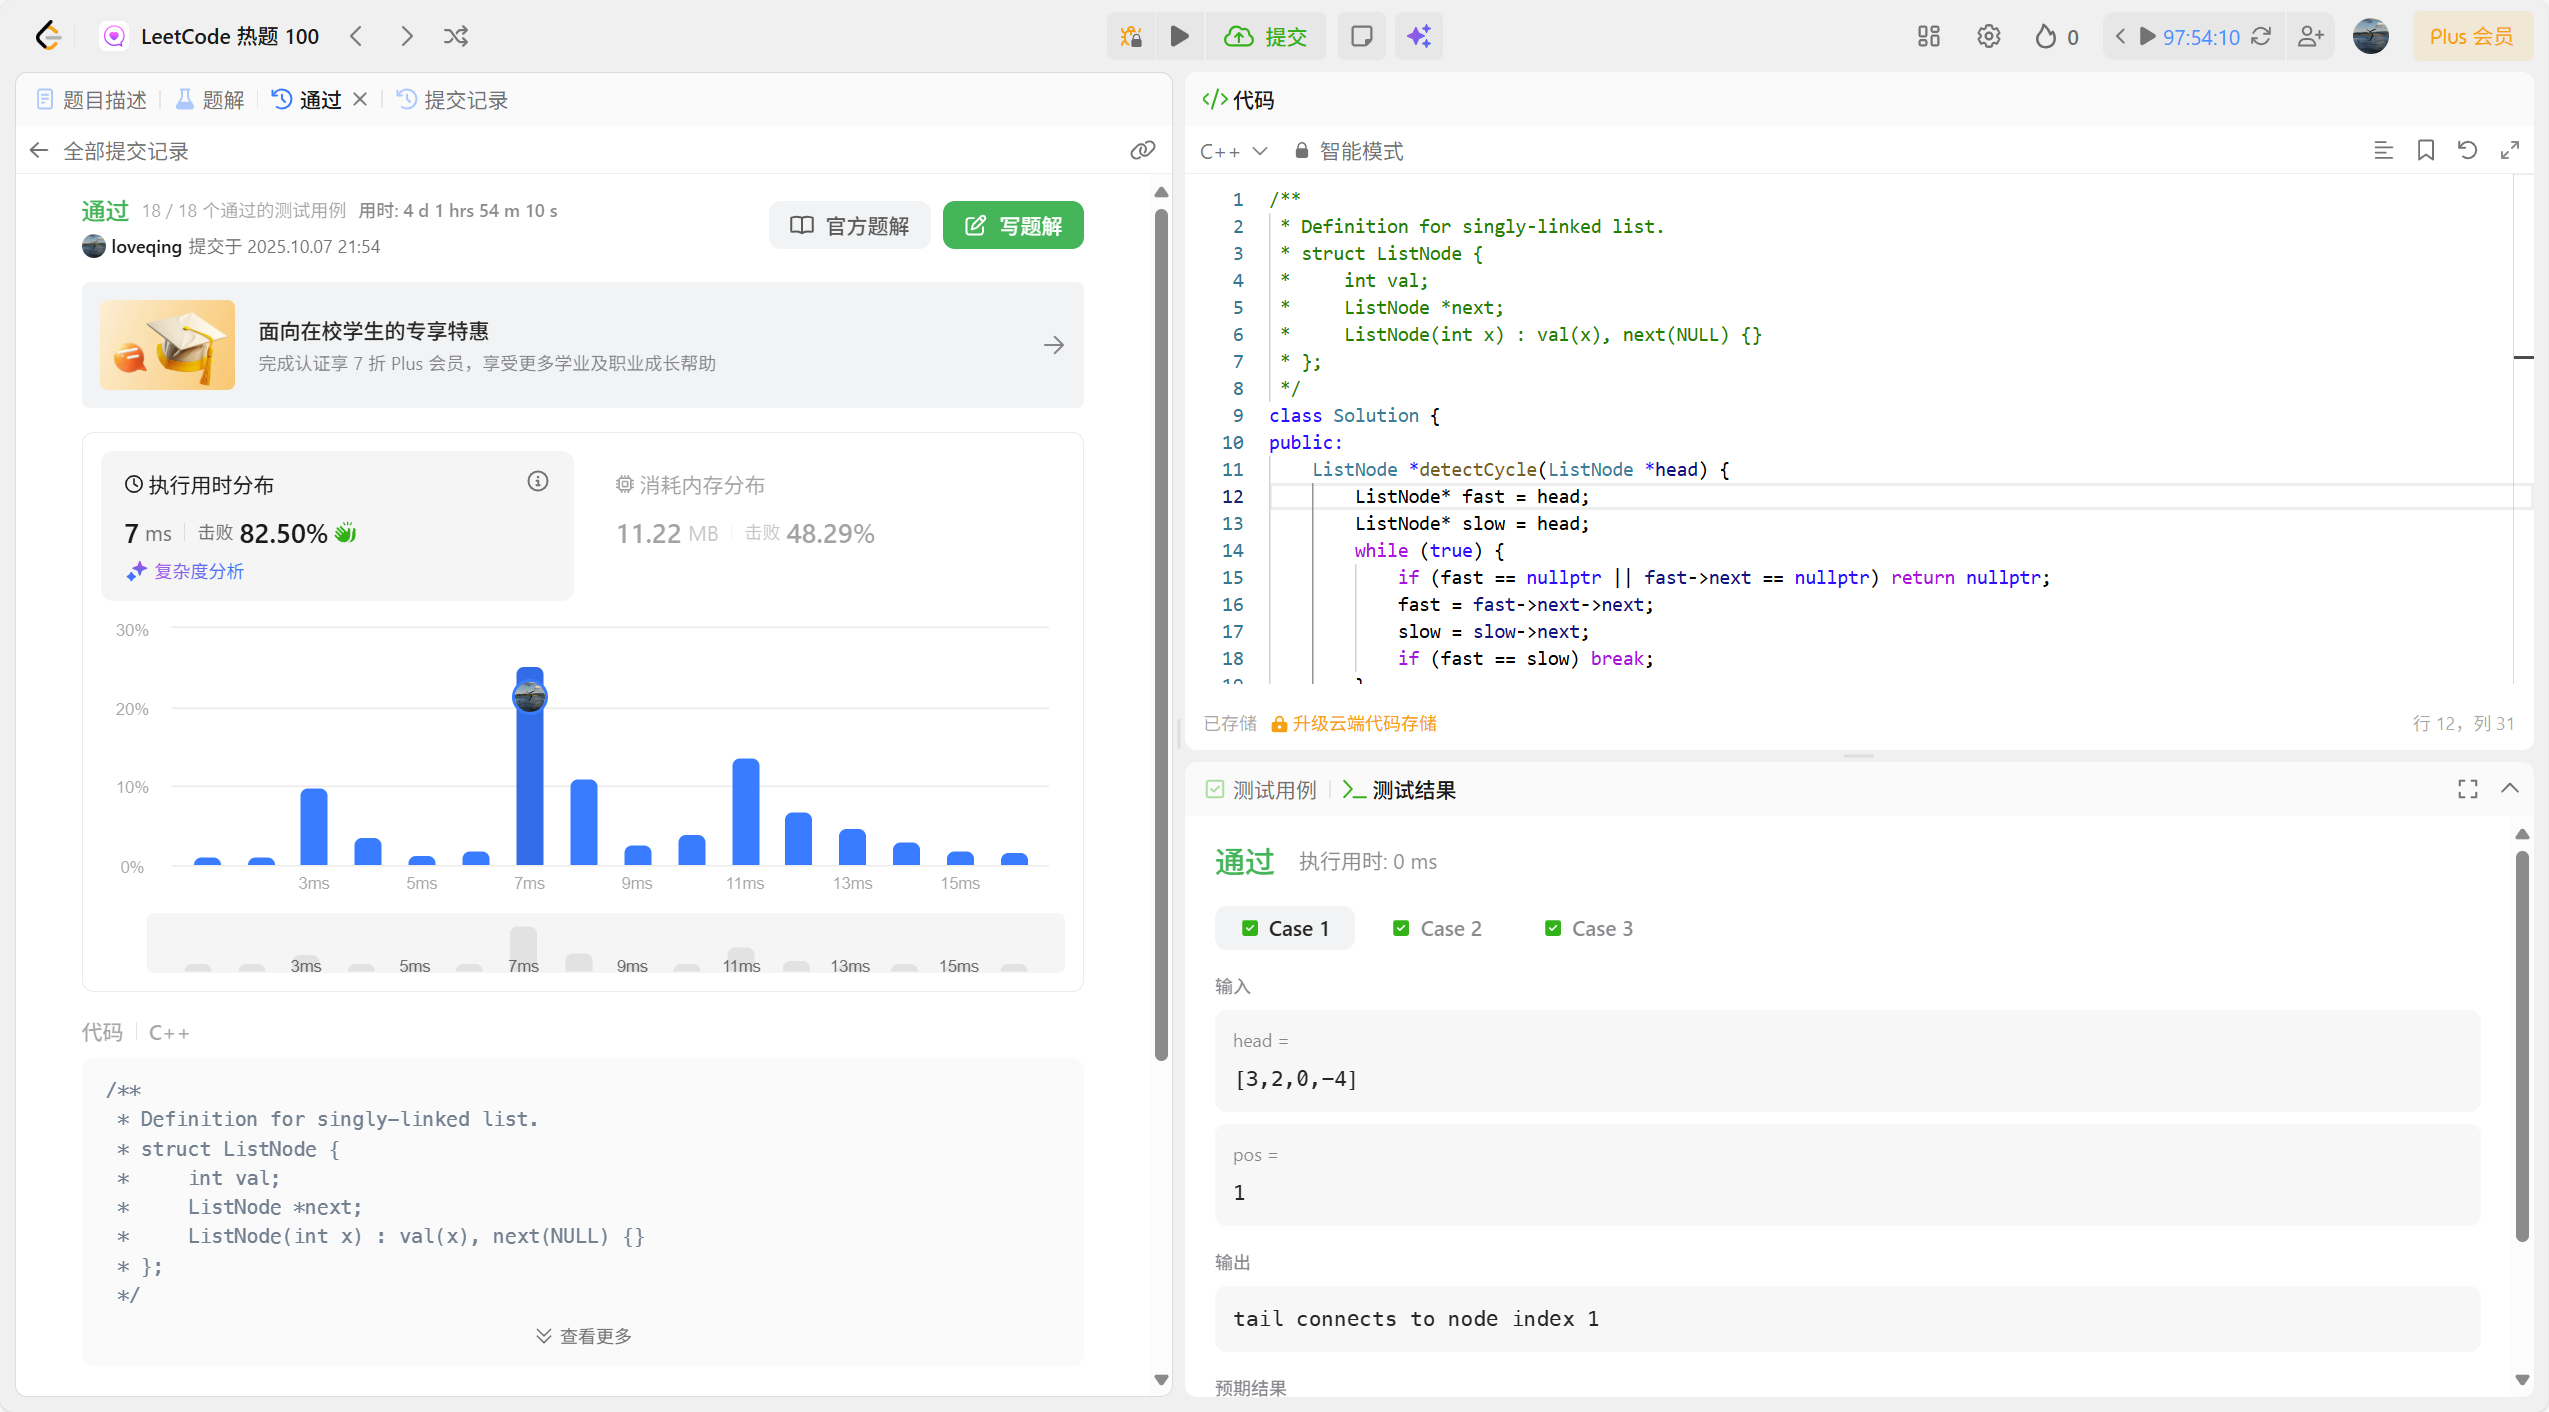 LeetCode 热题 100
提交
0
97:54:10
Plus 会员
题目描述
题解
通过
提交记录
全部提交记录
通过 18 / 18 个通过的测试用例 用时: 4 d 1 hrs 54 m 10 s
loveqing 提交于 2025.10.07 21:54
官方题解
写题解
面向在校学生的专享特惠
完成认证享 7 折 Plus 会员，享受更多学业及职业成长帮助
执行用时分布
7 ms 击败 82.50%
复杂度分析
消耗内存分布
11.22 MB 击败 48.29%
30%
20%
10%
0%
3ms 5ms 7ms 9ms 11ms 13ms 15ms
3ms 5ms 7ms 9ms 11ms 13ms 15ms
代码 C++
/**
 * Definition for singly-linked list.
 * struct ListNode {
 *     int val;
 *     ListNode *next;
 *     ListNode(int x) : val(x), next(NULL) {}
 * };
 */
查看更多
</>代码
C++
智能模式
1 /**
2  * Definition for singly-linked list.
3  * struct ListNode {
4  *     int val;
5  *     ListNode *next;
6  *     ListNode(int x) : val(x), next(NULL) {}
7  * };
8  */
9 class Solution {
10 public:
11     ListNode *detectCycle(ListNode *head) {
12         ListNode* fast = head;
13         ListNode* slow = head;
14         while (true) {
15             if (fast == nullptr || fast->next == nullptr) return nullptr;
16             fast = fast->next->next;
17             slow = slow->next;
18             if (fast == slow) break;
已存储
升级云端代码存储
行 12，列 31
测试用例
测试结果
通过 执行用时: 0 ms
Case 1
Case 2
Case 3
输入
head =
[3,2,0,-4]
pos =
1
输出
tail connects to node index 1
预期结果